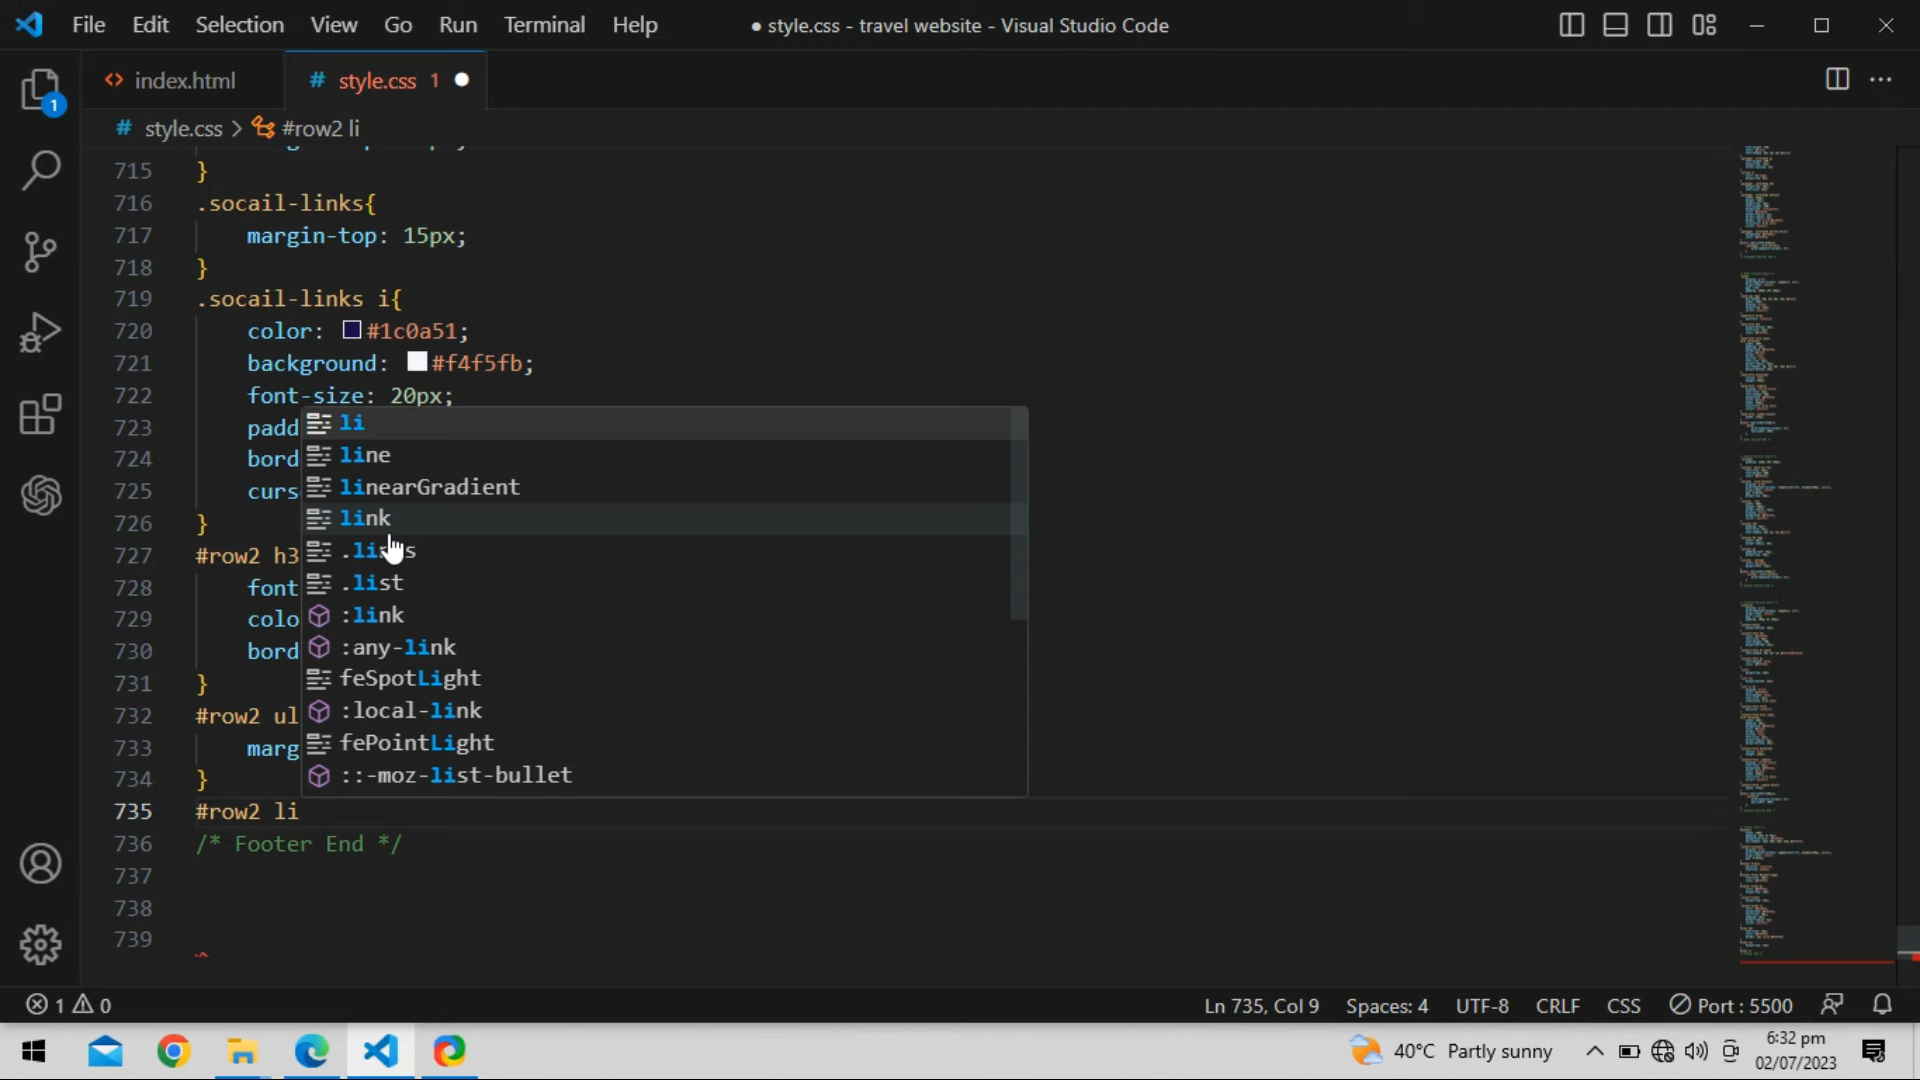 File Edit Selection View Go Run Terminal Help ● style.css - travel website - Visual Studio Code
<> index.html # style.css 1
# style.css > #row2 li
715 }
716 .socail-links{
717 margin-top: 15px;
718 }
719 .socail-links i{
720 color: #1c0a51;
721 background: #f4f5fb;
722 font-size: 20px;
723 padd
724 bord
725 curs
726 }
727 #row2 h3
728 font
729 colo
730 bord
731 }
732 #row2 ul
733 marg
734 }
735 #row2 li
736 /* Footer End */
737
738
739
li
line
linearGradient
link
.links
.list
:link
:any-link
feSpotLight
:local-link
fePointLight
::-moz-list-bullet
1
1 0 Ln 735, Col 9 Spaces: 4 UTF-8 CRLF CSS Port : 5500
40°C Partly sunny 6:32 pm
02/07/2023